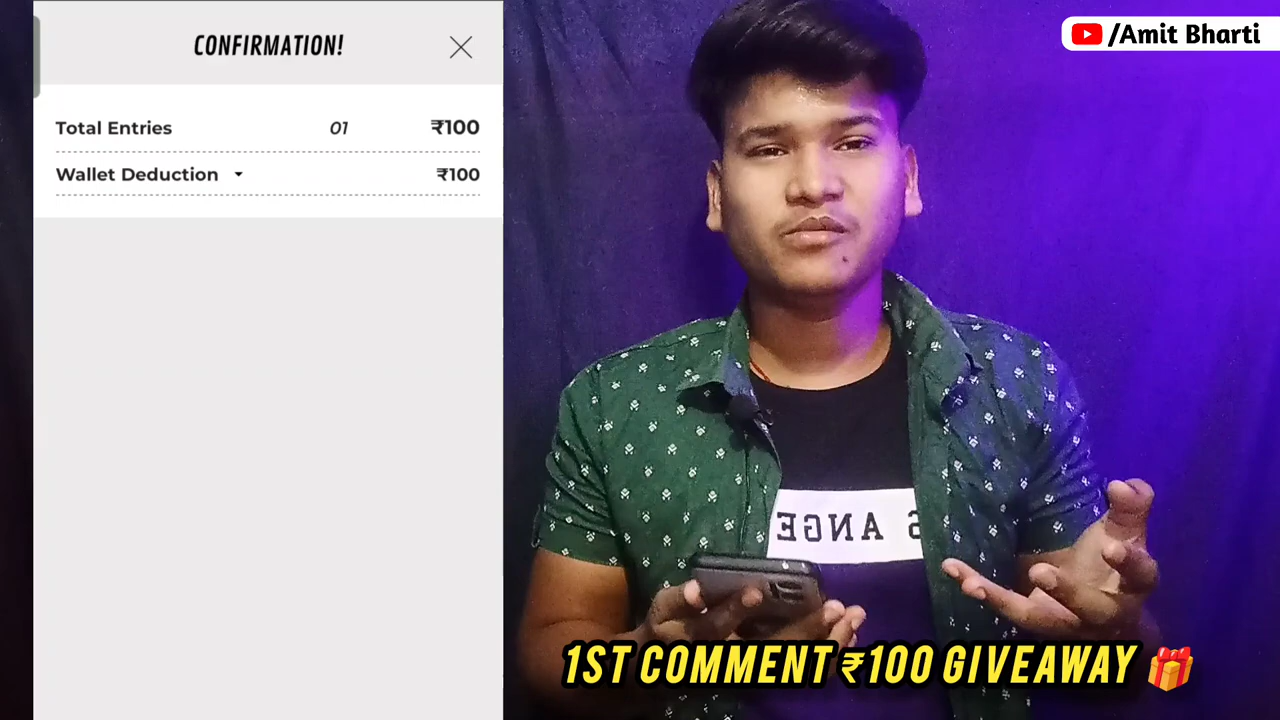 CONFIRMATION!
Total Entries 01 ₹100
Wallet Deduction ₹100
/Amit Bharti
S ANGE
1ST COMMENT ₹100 GIVEAWAY